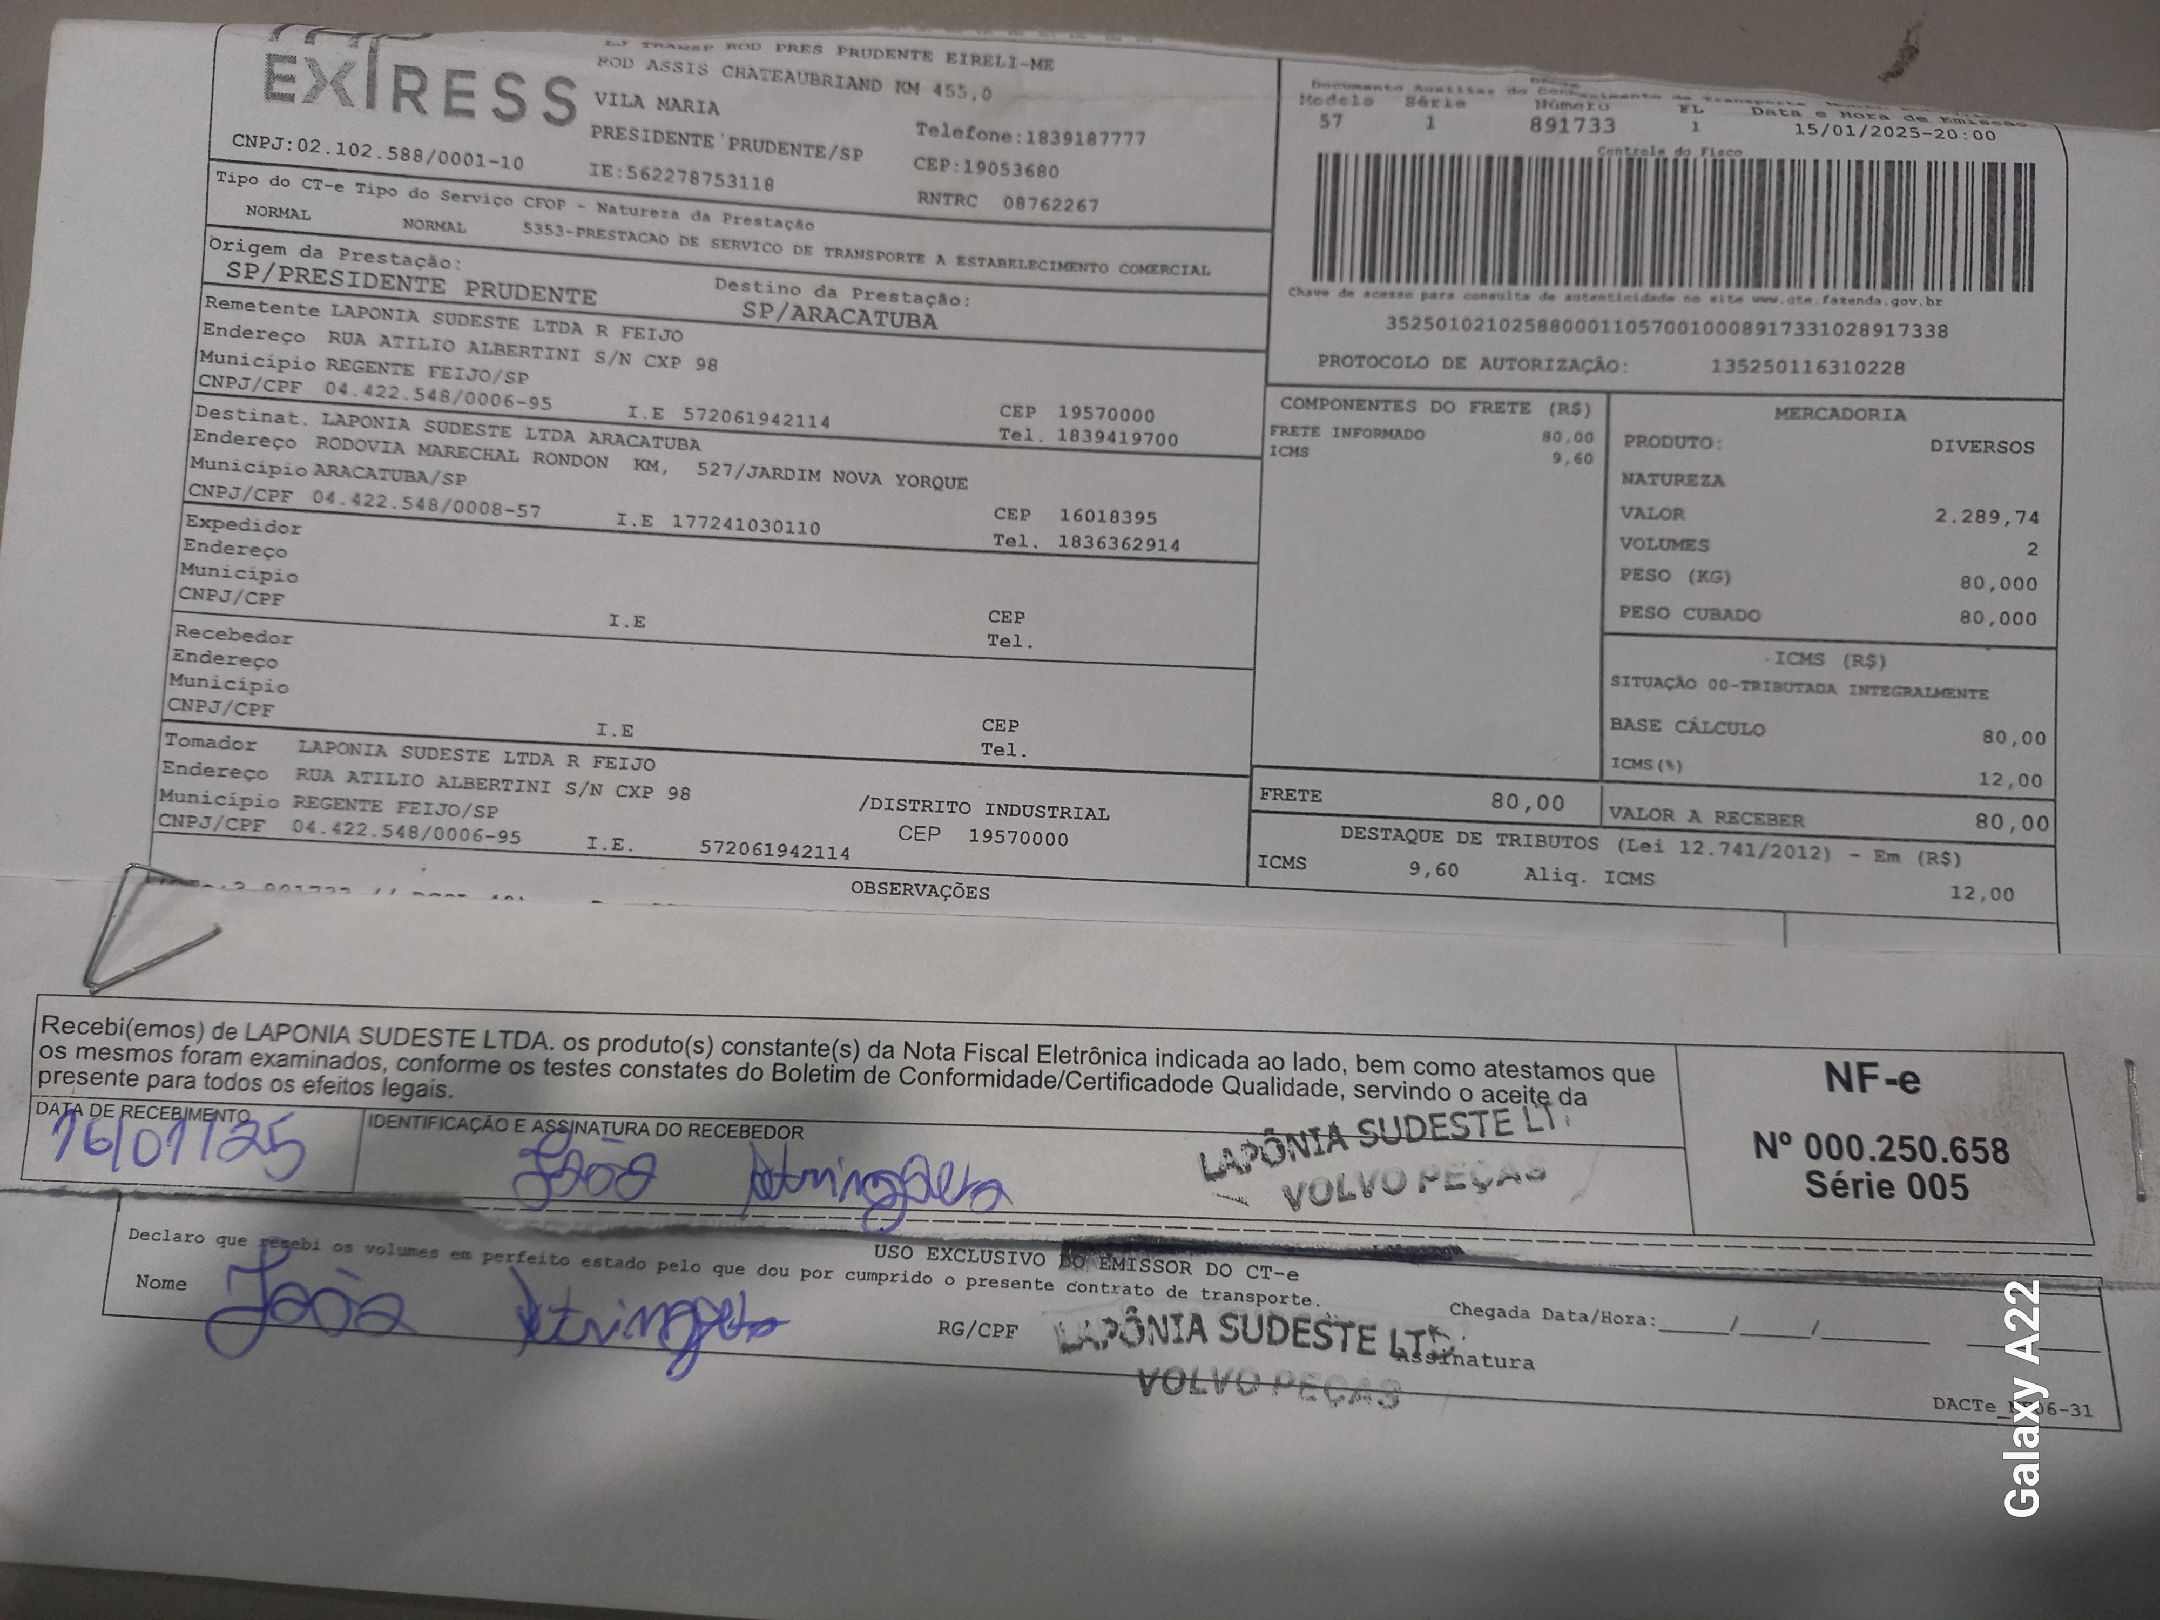 EXPRESS
TRANSP ROD PRES PRUDENTE EIRELI-ME
ROD ASSIS CHATEAUBRIAND KM 455,0
VILA MARIA
PRESIDENTE PRUDENTE/SP
Telefone:1839187777
CNPJ:02.102.588/0001-10
IE:562278753118
CEP:19053680
RNTRC 08762267
Modelo Série Número FL Data e Hora de Emissão
57 1 891733 1 15/01/2025-20:00
Controle do Fisco
Chave de acesso para consulta de autenticidade no site www.cte.fazenda.gov.br
35250102102588000110570010008917331028917338
PROTOCOLO DE AUTORIZAÇÃO: 135250116310228
Tipo do CT-e Tipo do Serviço CFOP - Natureza da Prestação
NORMAL NORMAL 5353-PRESTACAO DE SERVICO DE TRANSPORTE A ESTABELECIMENTO COMERCIAL
Origem da Prestação: Destino da Prestação:
SP/PRESIDENTE PRUDENTE SP/ARACATUBA
Remetente LAPONIA SUDESTE LTDA R FEIJO
Endereço RUA ATILIO ALBERTINI S/N CXP 98
Município REGENTE FEIJO/SP CEP 19570000
CNPJ/CPF 04.422.548/0006-95 I.E 572061942114 Tel. 1839419700
Destinat. LAPONIA SUDESTE LTDA ARACATUBA
Endereço RODOVIA MARECHAL RONDON KM, 527/JARDIM NOVA YORQUE
Município ARACATUBA/SP CEP 16018395
CNPJ/CPF 04.422.548/0008-57 I.E 177241030110 Tel. 1836362914
Expedidor
Endereço
Município CEP
CNPJ/CPF I.E Tel.
Recebedor
Endereço
Município CEP
CNPJ/CPF I.E Tel.
Tomador LAPONIA SUDESTE LTDA R FEIJO
Endereço RUA ATILIO ALBERTINI S/N CXP 98 /DISTRITO INDUSTRIAL
Município REGENTE FEIJO/SP CEP 19570000
CNPJ/CPF 04.422.548/0006-95 I.E. 572061942114
COMPONENTES DO FRETE (R$)
FRETE INFORMADO 80,00
ICMS 9,60
FRETE 80,00
MERCADORIA
PRODUTO: DIVERSOS
NATUREZA
VALOR 2.289,74
VOLUMES 2
PESO (KG) 80,000
PESO CUBADO 80,000
ICMS (R$)
SITUAÇÃO 00-TRIBUTADA INTEGRALMENTE
BASE CÁLCULO 80,00
ICMS(%) 12,00
VALOR A RECEBER 80,00
DESTAQUE DE TRIBUTOS (Lei 12.741/2012) - Em (R$)
ICMS 9,60 Aliq. ICMS 12,00
OBSERVAÇÕES
Recebi(emos) de LAPONIA SUDESTE LTDA. os produto(s) constante(s) da Nota Fiscal Eletrônica indicada ao lado, bem como atestamos que
os mesmos foram examinados, conforme os testes constates do Boletim de Conformidade/Certificadode Qualidade, servindo o aceite da
presente para todos os efeitos legais.
DATA DE RECEBIMENTO
16/01/25
IDENTIFICAÇÃO E ASSINATURA DO RECEBEDOR
João
LAPÔNIA SUDESTE LT
VOLVO PEÇAS
NF-e
Nº 000.250.658
Série 005
USO EXCLUSIVO DO EMISSOR DO CT-e
Declaro que recebi os volumes em perfeito estado pelo que dou por cumprido o presente contrato de transporte.
Nome João
RG/CPF
LAPÔNIA SUDESTE LTD
VOLVO PEÇAS
Chegada Data/Hora:____/____/______
Assinatura
Galaxy A22